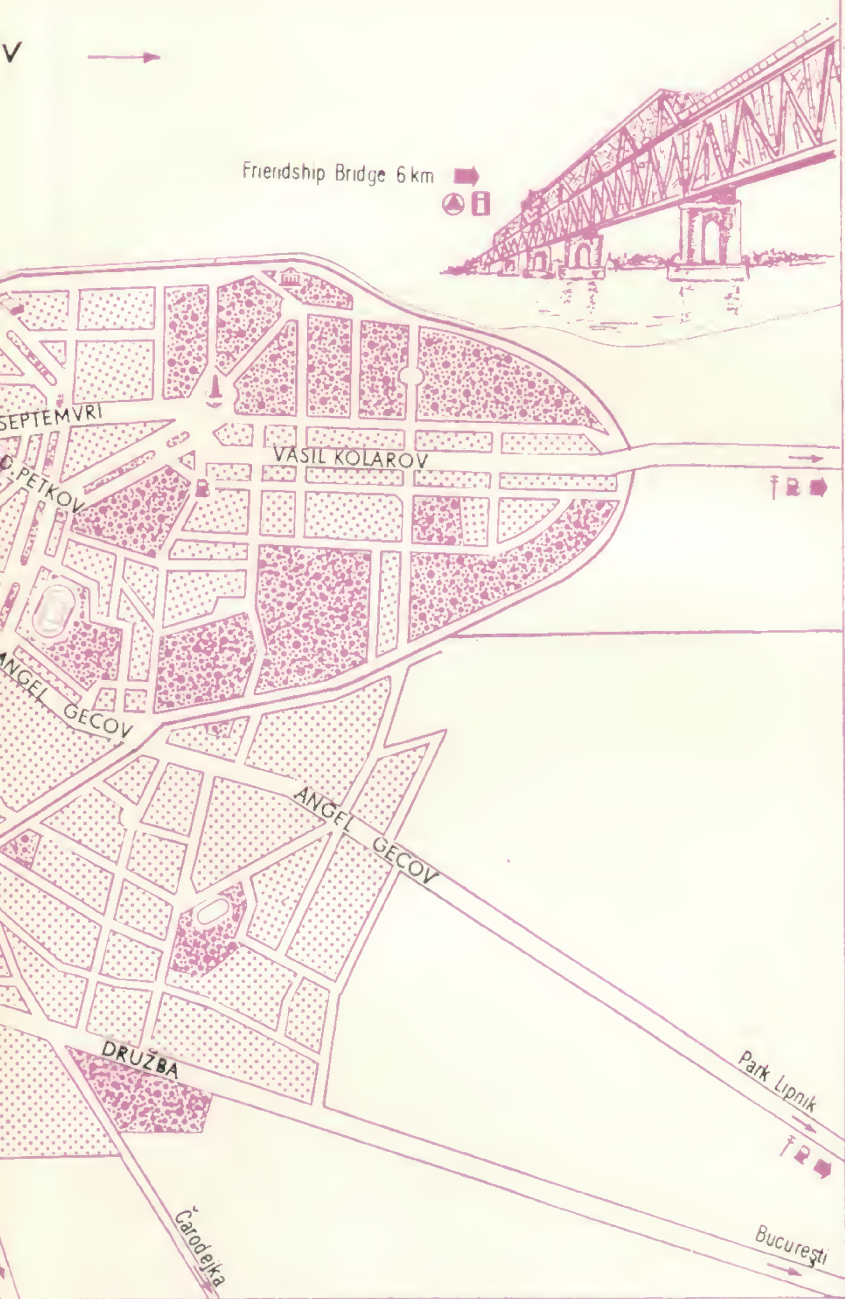 V
Friendship Bridge 6 km
SEPTEMVRI
D. PETKOV
VASIL KOLAROV
ANGEL GECOV
ANGEL GECOV
DRUŽBA
Park Lipnik
Čarodejka
București